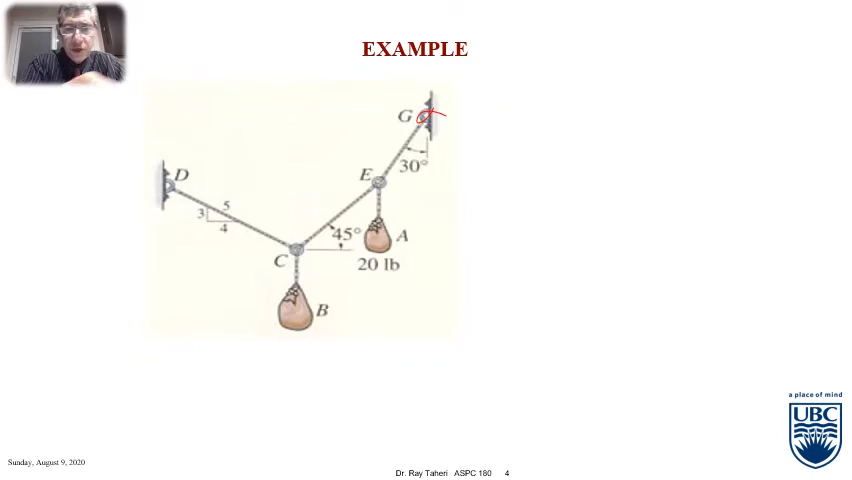 EXAMPLE
G
30°
D
E
5
3
4
45°
A
C
20 lb
B
a place of mind
UBC
Sunday, August 9, 2020
Dr. Ray Taheri ASPC 180 4